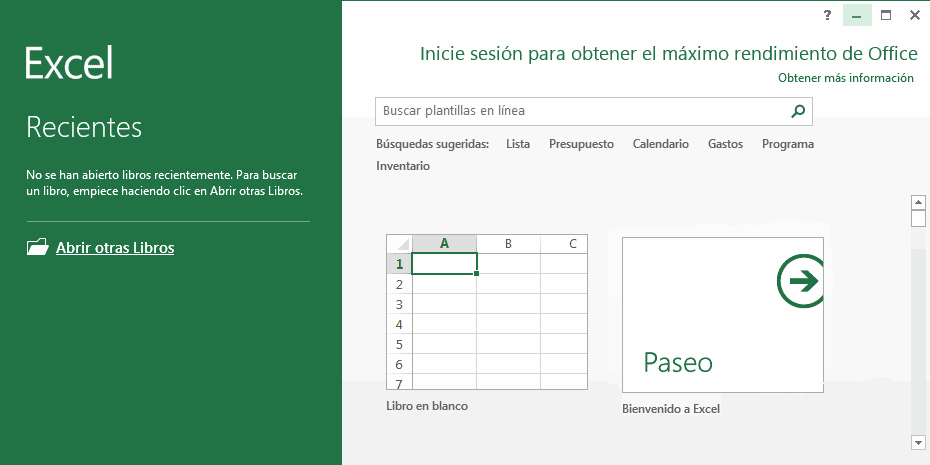 Excel
Recientes
No se han abierto libros recientemente. Para buscar
un libro, empiece haciendo clic en Abrir otras Libros.
Abrir otras Libros
?
Inicie sesión para obtener el máximo rendimiento de Office
Obtener más información
Buscar plantillas en línea
Búsquedas sugeridas: Lista Presupuesto Calendario Gastos Programa
Inventario
A B C
1
2
3
4
5
6
7
Libro en blanco
Paseo
Bienvenido a Excel